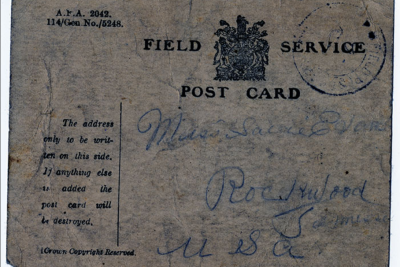 A.F.A. 2042.
114/Gen.No./5248.
FIELD SERVICE
POST CARD
The address
only to be writ-
ten on this side.
If anything else
is added the
post card will
be destroyed.
[Crown Copyright Reserved.
Miss
U S A